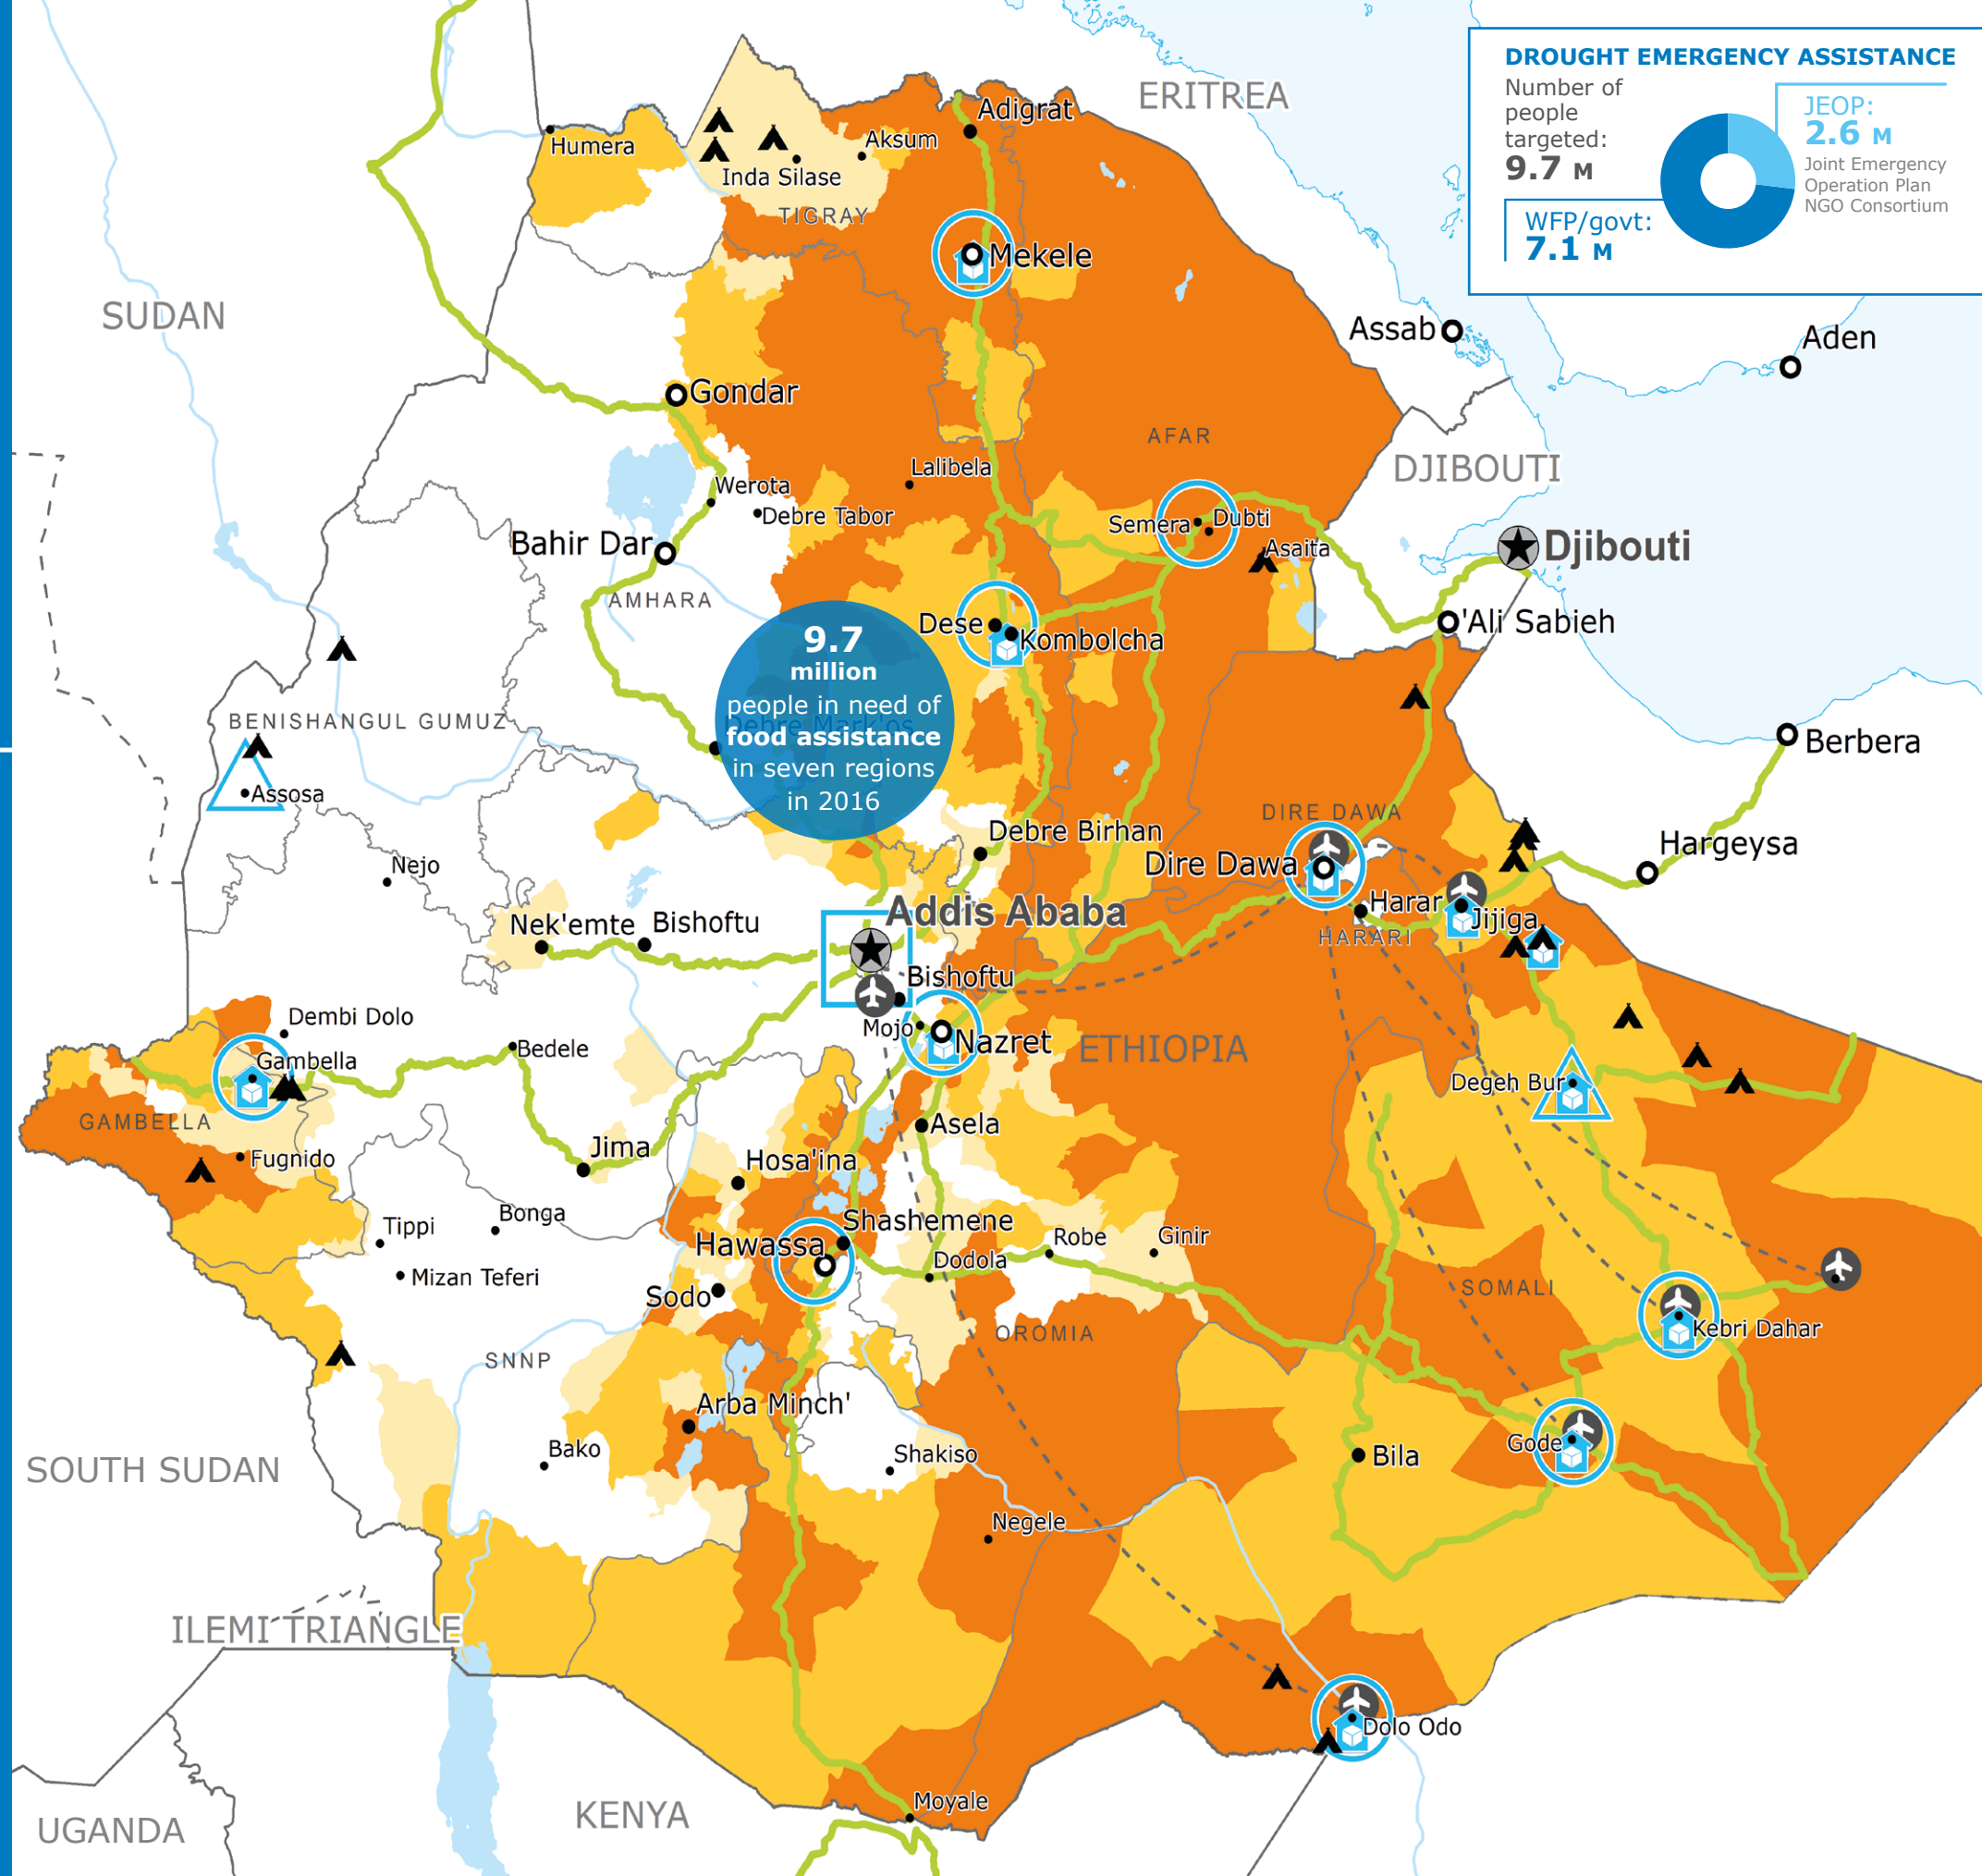 DROUGHT EMERGENCY ASSISTANCE
Number of
people
targeted:
9.7 M
JEOP:
2.6 M
Joint Emergency
Operation Plan
NGO Consortium
WFP/govt:
7.1 M
ERITREA
Adigrat
Humera
Aksum
Inda Silase
TIGRAY
Mekele
SUDAN
Assab
Aden
Gondar
AFAR
DJIBOUTI
Lalibela
Werota
Debre Tabor
Semera
Dubti
Bahir Dar
Asaita
Djibouti
AMHARA
Dese
Kombolcha
'Ali Sabieh
9.7
million
people in need of
Debre Mark'os
food assistance
in seven regions
in 2016
BENISHANGUL GUMUZ
Assosa
Berbera
DIRE DAWA
Debre Birhan
Dire Dawa
Hargeysa
Nejo
Harar
Jijiga
HARARI
Addis Ababa
Nek'emte
Bishoftu
Bishoftu
Mojo
Nazret
ETHIOPIA
Dembi Dolo
Gambella
Bedele
Degeh Bur
GAMBELLA
Asela
Fugnido
Jima
Hosa'ina
Tippi
Bonga
Shashemene
Hawassa
Robe
Ginir
Dodola
Mizan Teferi
Sodo
SOMALI
OROMIA
Kebri Dahar
SNNP
Arba Minch'
Gode
Bako
Shakiso
Bila
SOUTH SUDAN
Negele
ILEMI TRIANGLE
Dolo Odo
Moyale
KENYA
UGANDA